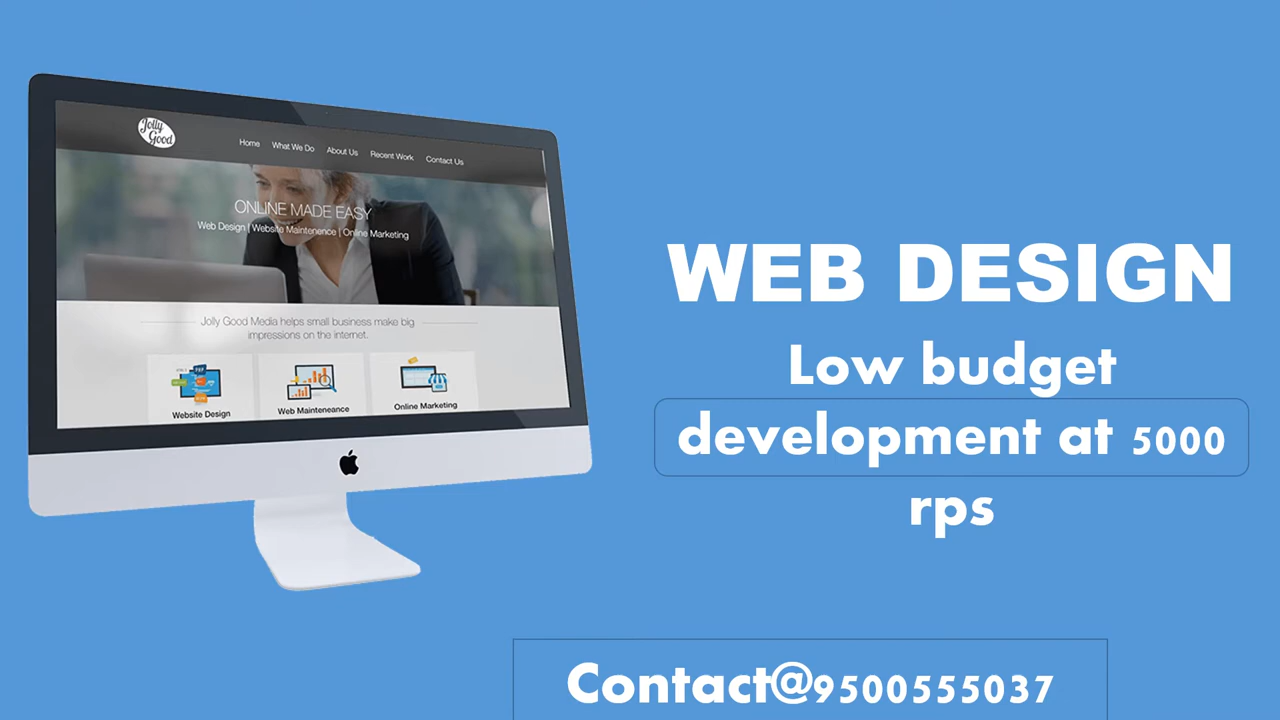 Jolly
Good
Home What We Do About Us Recent Work Contact Us
ONLINE MADE EASY
Web Design | Website Maintenence | Online Marketing
Jolly Good Media helps small business make big
impressions on the internet.
Website Design Web Mainteneance Online Marketing
WEB DESIGN
Low budget
development at 5000
rps
Contact@9500555037